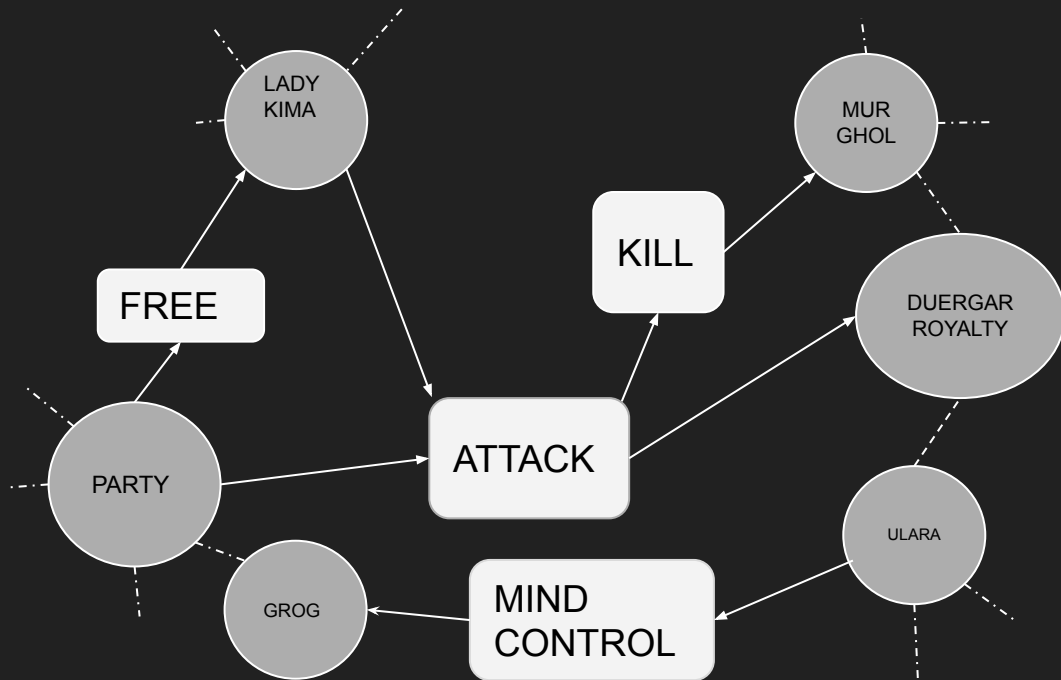 LADY
KIMA
MUR
GHOL
KILL
FREE
DUERGAR
ROYALTY
ATTACK
PARTY
ULARA
GROG
MIND
CONTROL